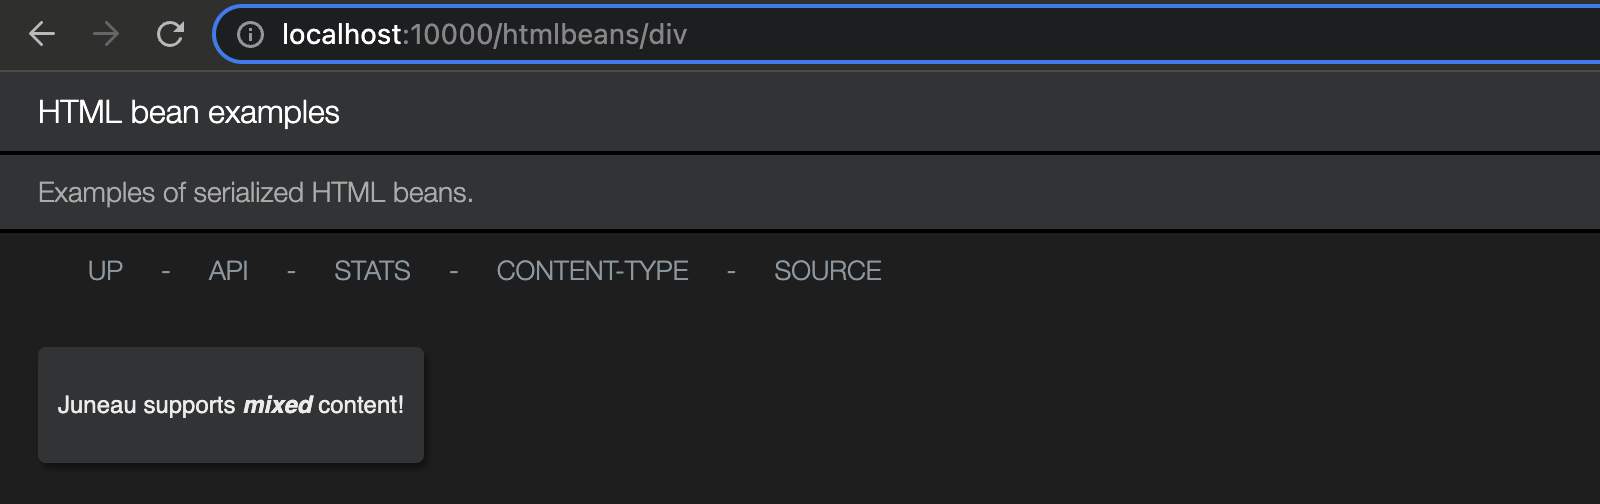 localhost:10000/htmlbeans/div
HTML bean examples
Examples of serialized HTML beans.
UP - API - STATS - CONTENT-TYPE - SOURCE
Juneau supports mixed content!